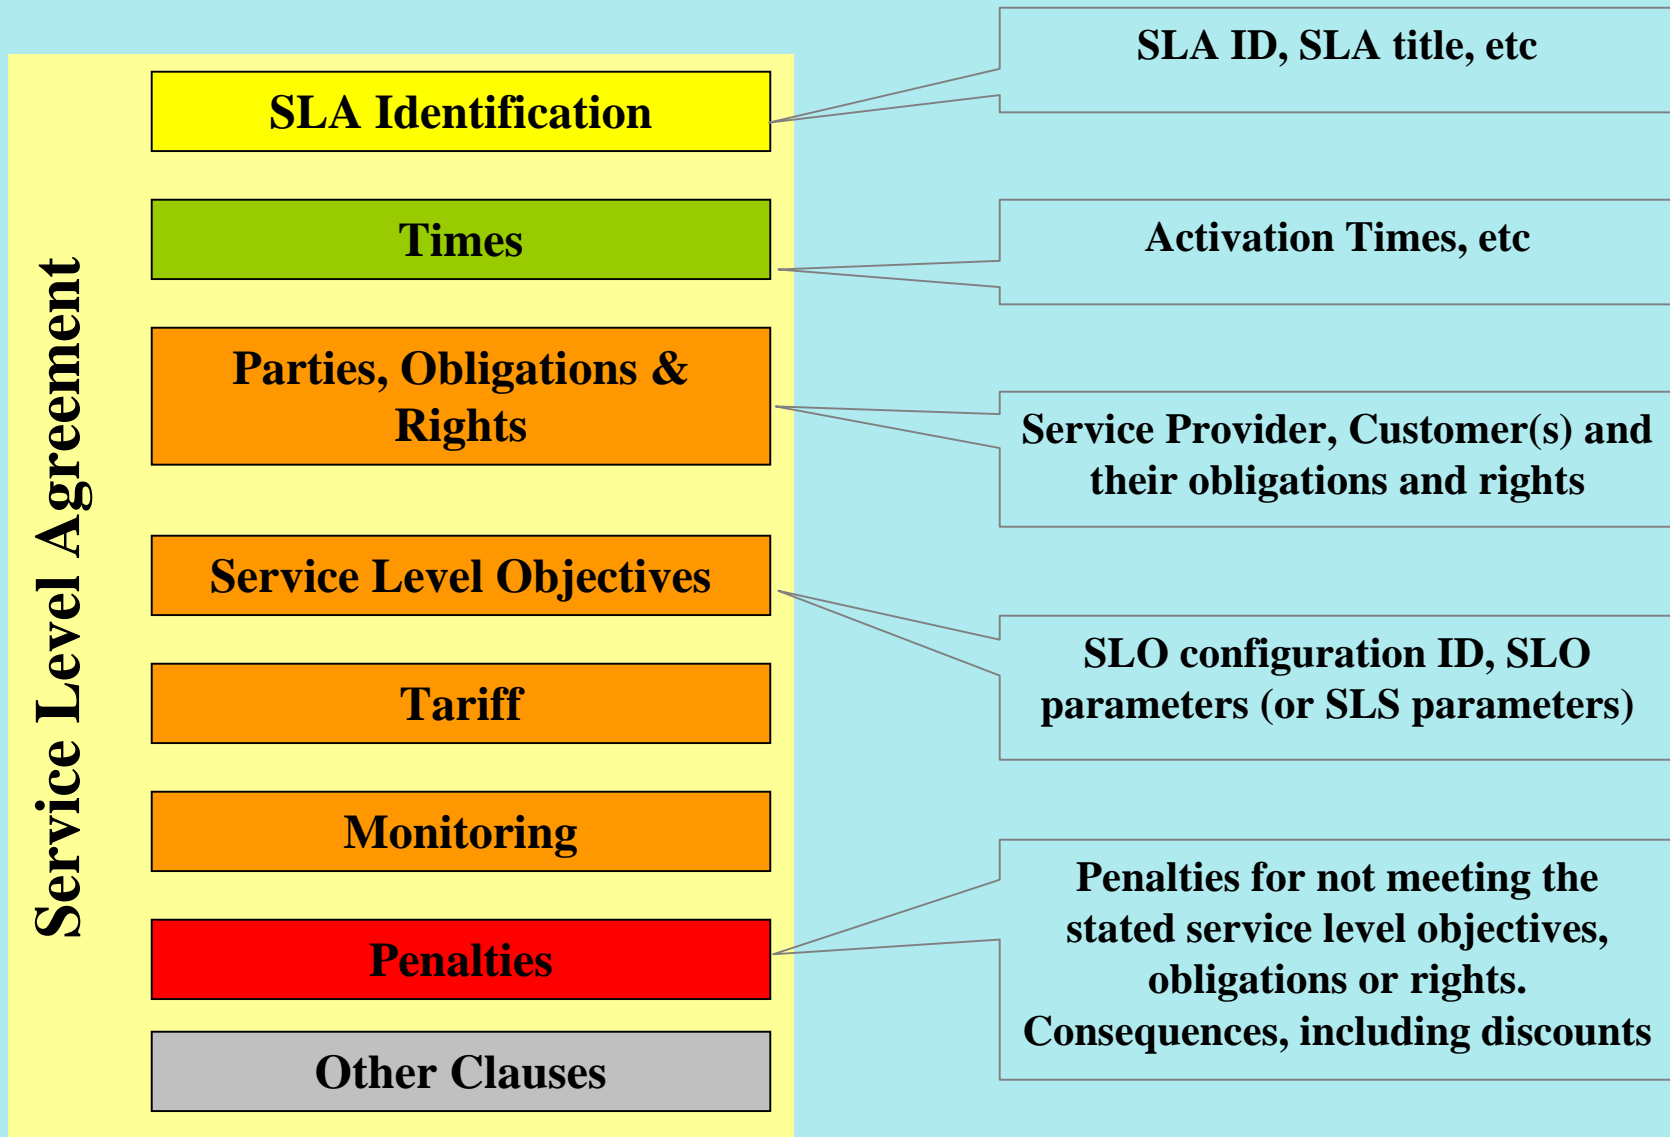 Service Level Agreement
SLA Identification
SLA ID, SLA title, etc
Times
Activation Times, etc
Parties, Obligations &
Rights
Service Provider, Customer(s) and
their obligations and rights
Service Level Objectives
SLO configuration ID, SLO
parameters (or SLS parameters)
Tariff
Monitoring
Penalties
Penalties for not meeting the
stated service level objectives,
obligations or rights.
Consequences, including discounts
Other Clauses